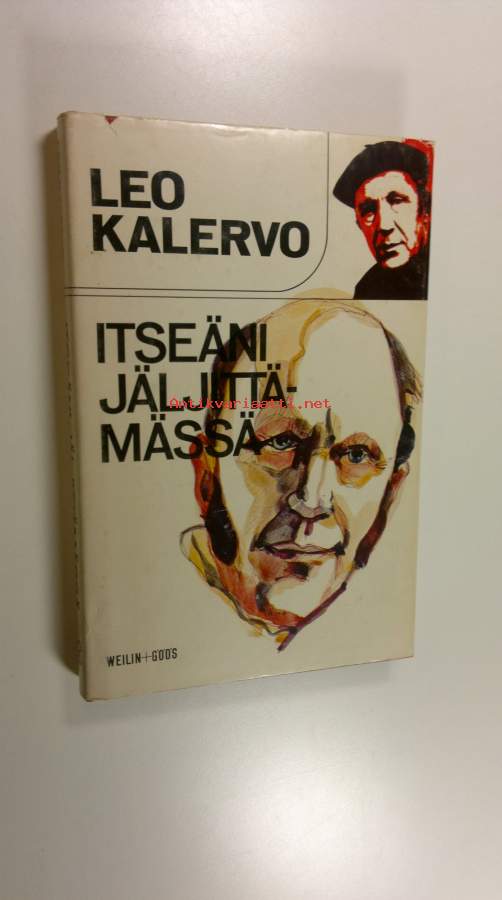 LEO
KALERVO
ITSEÄNI
JÄLJITTÄ-
MÄSSÄ
Antikvariaatti.net
WEILIN+GÖÖS